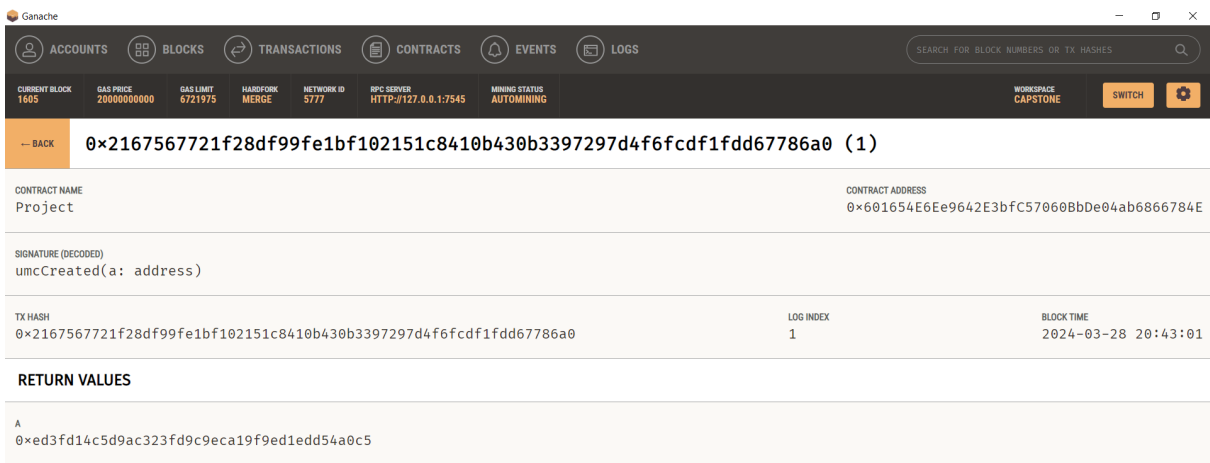 Ganache
ACCOUNTS BLOCKS TRANSACTIONS CONTRACTS EVENTS LOGS SEARCH FOR BLOCK NUMBERS OR TX HASHES
CURRENT BLOCK GAS PRICE GAS LIMIT HARDFORK NETWORK ID RPC SERVER MINING STATUS WORKSPACE
1605 20000000000 6721975 MERGE 5777 HTTP://127.0.0.1:7545 AUTOMINING CAPSTONE SWITCH
← BACK 0×2167567721f28df99fe1bf102151c8410b430b3397297d4f6fcdf1fdd67786a0 (1)
CONTRACT NAME CONTRACT ADDRESS
Project 0×601654E6Ee9642E3bfC57060BbDe04ab6866784E
SIGNATURE (DECODED)
umcCreated(a: address)
TX HASH LOG INDEX BLOCK TIME
0×2167567721f28df99fe1bf102151c8410b430b3397297d4f6fcdf1fdd67786a0 1 2024-03-28 20:43:01
RETURN VALUES
A
0×ed3fd14c5d9ac323fd9c9eca19f9ed1edd54a0c5